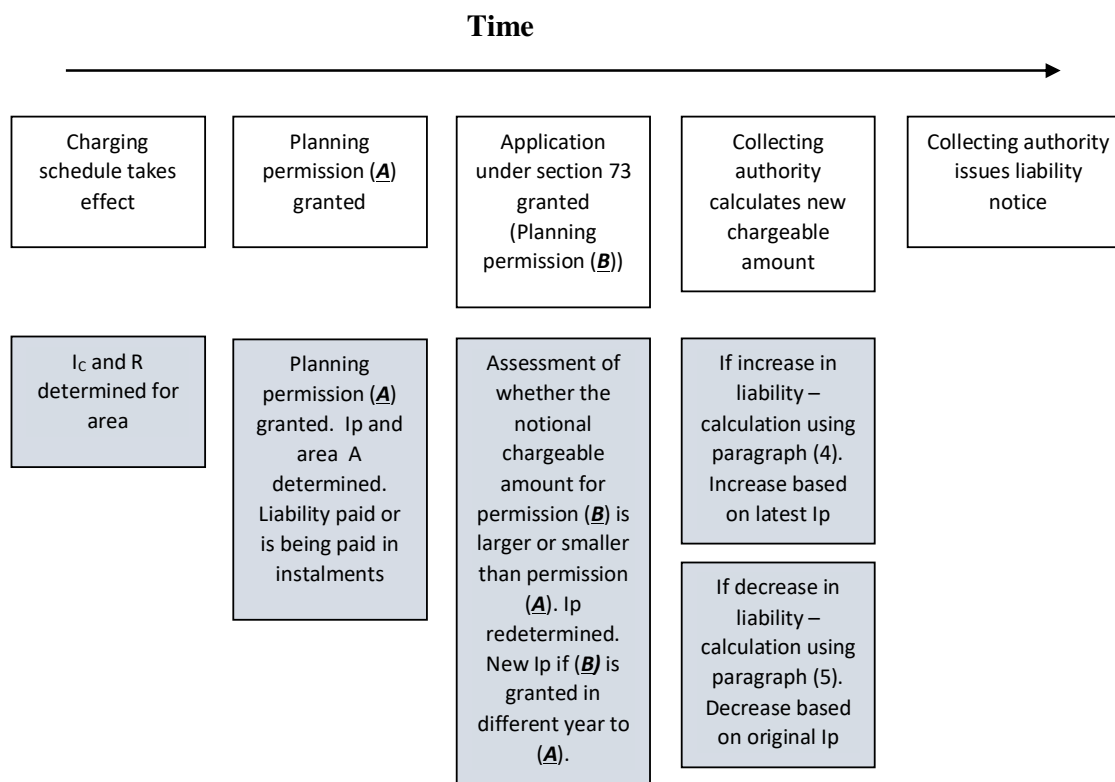 Time
Charging
schedule takes
effect
Planning
permission (A)
granted
Application
under section 73
granted
(Planning
permission (B))
Collecting
authority
calculates new
chargeable
amount
Collecting authority
issues liability
notice
IC and R
determined for
area
Planning
permission (A)
granted. Ip and
area A
determined.
Liability paid or
is being paid in
instalments
Assessment of
whether the
notional
chargeable
amount for
permission (B) is
larger or smaller
than permission
(A). Ip
redetermined.
New Ip if (B) is
granted in
different year to
(A).
If increase in
liability –
calculation using
paragraph (4).
Increase based
on latest Ip
If decrease in
liability –
calculation using
paragraph (5).
Decrease based
on original Ip